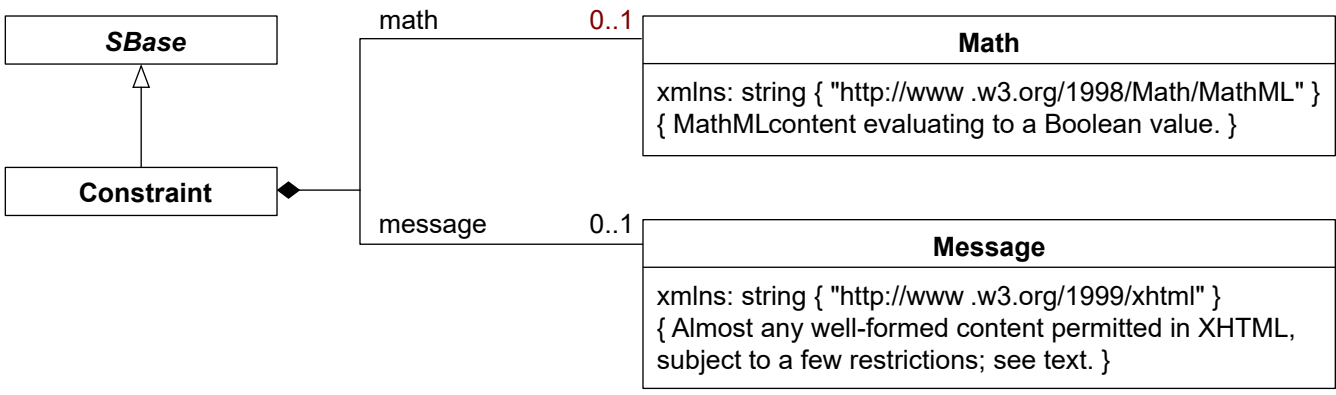 SBase
Constraint
math 0..1
Math
xmlns: string { "http://www .w3.org/1998/Math/MathML" }
{ MathMLcontent evaluating to a Boolean value. }
message 0..1
Message
xmlns: string { "http://www .w3.org/1999/xhtml" }
{ Almost any well-formed content permitted in XHTML,
subject to a few restrictions; see text. }